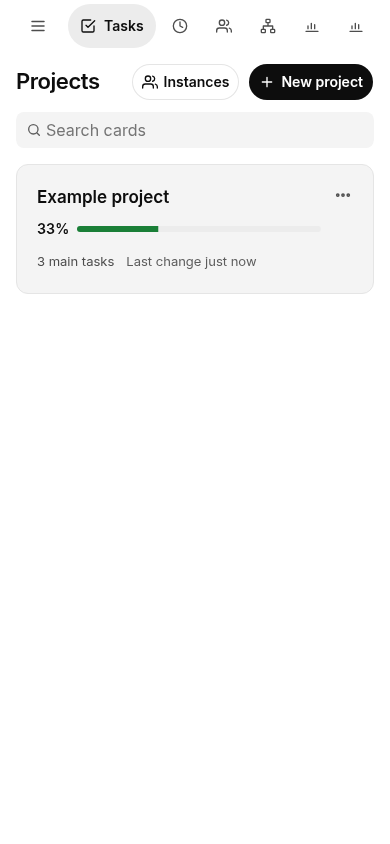 Tasks
Projects
Instances
New project
Search cards
Example project
33%
3 main tasks Last change just now